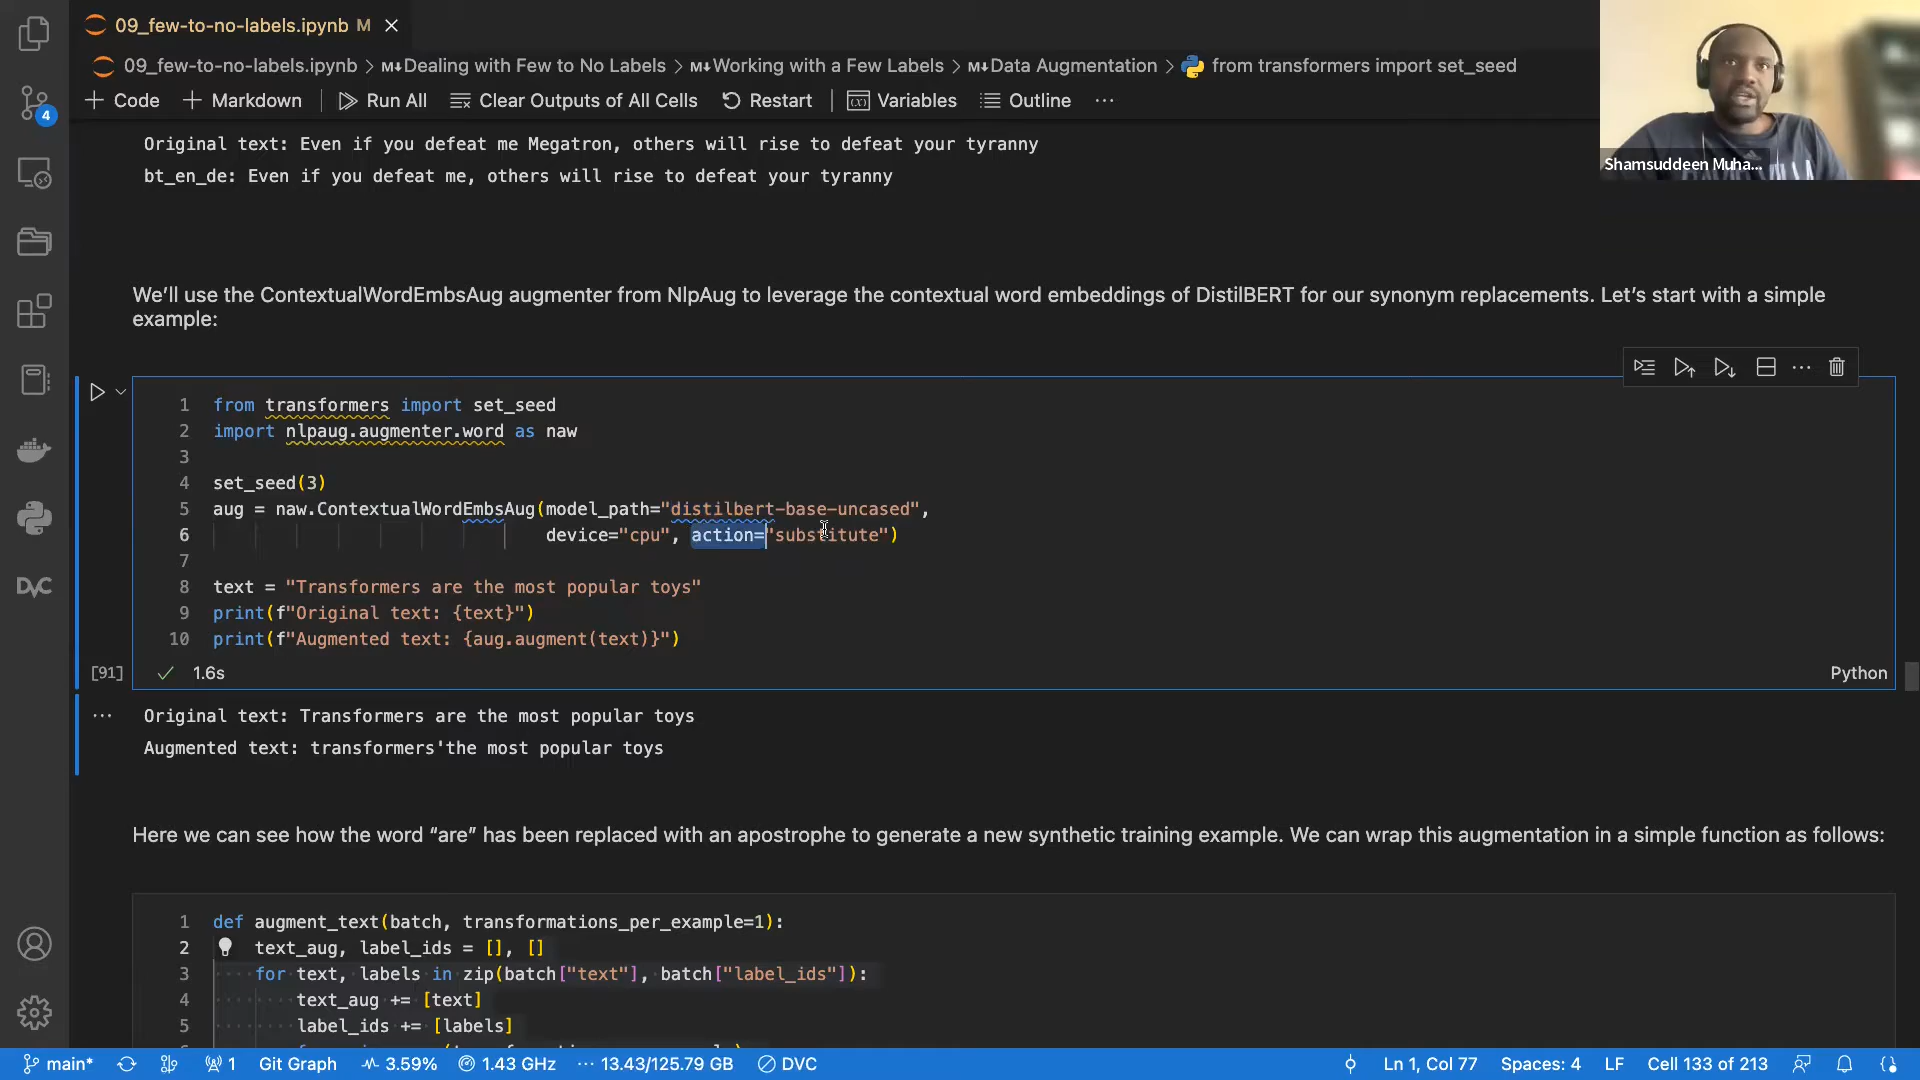 09_few-to-no-labels.ipynb M
09_few-to-no-labels.ipynb > M↓Dealing with Few to No Labels > M↓Working with a Few Labels > M↓Data Augmentation > from transformers import set_seed
+ Code + Markdown Run All Clear Outputs of All Cells Restart Variables Outline ...
Shamsuddeen Muha...
4
DVC
Original text: Even if you defeat me Megatron, others will rise to defeat your tyranny
bt_en_de: Even if you defeat me, others will rise to defeat your tyranny
We'll use the ContextualWordEmbsAug augmenter from NlpAug to leverage the contextual word embeddings of DistilBERT for our synonym replacements. Let's start with a simple
example:
1 from transformers import set_seed
2 import nlpaug.augmenter.word as naw
3
4 set_seed(3)
5 aug = naw.ContextualWordEmbsAug(model_path="distilbert-base-uncased",
6 device="cpu", action="substitute")
7
8 text = "Transformers are the most popular toys"
9 print(f"Original text: {text}")
10 print(f"Augmented text: {aug.augment(text)}")
[91] 1.6s Python
Original text: Transformers are the most popular toys
Augmented text: transformers'the most popular toys
Here we can see how the word “are” has been replaced with an apostrophe to generate a new synthetic training example. We can wrap this augmentation in a simple function as follows:
1 def augment_text(batch, transformations_per_example=1):
2 text_aug, label_ids = [], []
3 for text, labels in zip(batch["text"], batch["label_ids"]):
4 text_aug += [text]
5 label_ids += [labels]
main* 1 Git Graph 3.59% 1.43 GHz 13.43/125.79 GB DVC Ln 1, Col 77 Spaces: 4 LF Cell 133 of 213